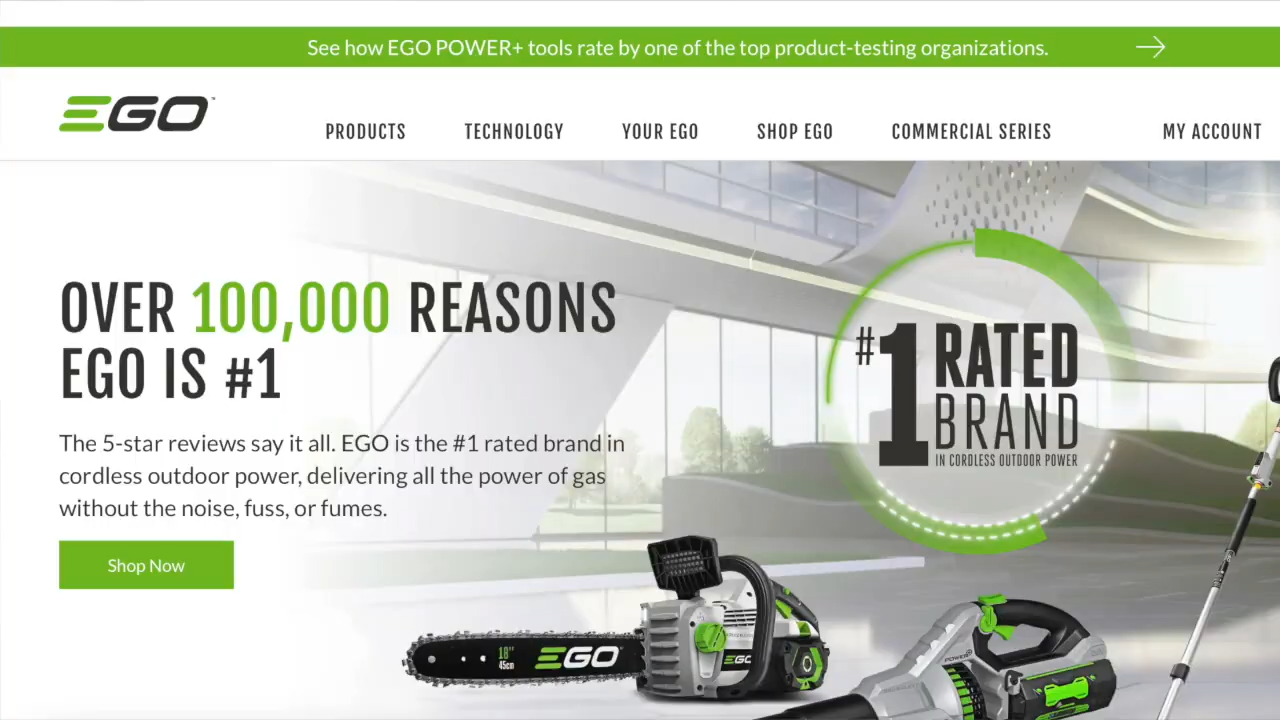 See how EGO POWER+ tools rate by one of the top product-testing organizations.
EGO™
PRODUCTS
TECHNOLOGY
YOUR EGO
SHOP EGO
COMMERCIAL SERIES
MY ACCOUNT
OVER 100,000 REASONS
EGO IS #1
The 5-star reviews say it all. EGO is the #1 rated brand in
cordless outdoor power, delivering all the power of gas
without the noise, fuss, or fumes.
Shop Now
#1 RATED
BRAND
IN CORDLESS OUTDOOR POWER
18"
45cm
EGO
EGO
POWER+